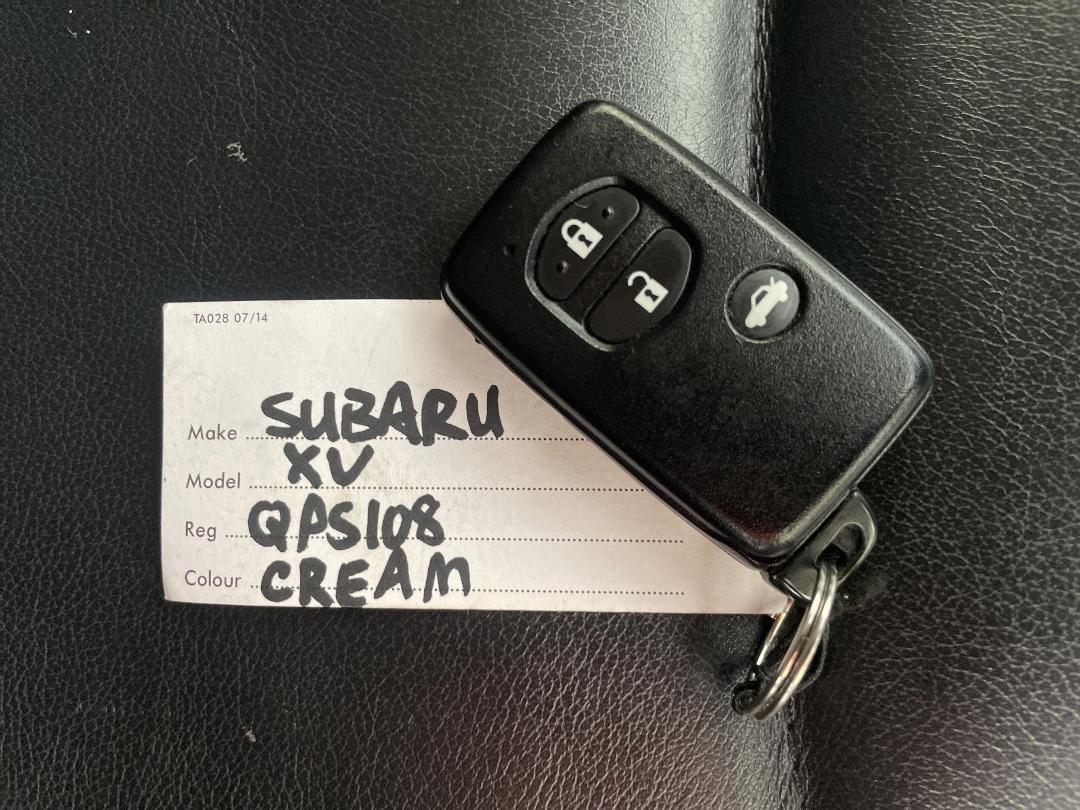 TA028 07/14
Make SUBARU
Model XV
Reg QPS108
Colour CREAM